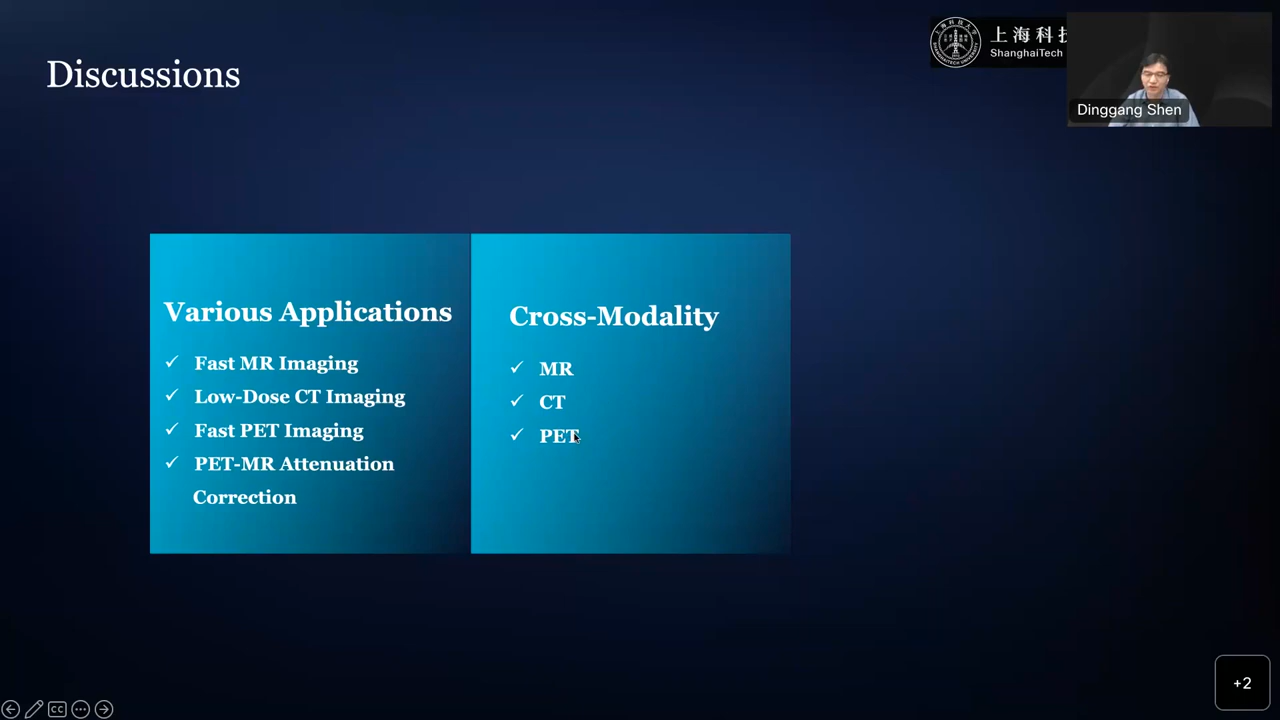 Discussions
上海科技
ShanghaiTech
Dinggang Shen
Various Applications
✓ Fast MR Imaging
✓ Low-Dose CT Imaging
✓ Fast PET Imaging
✓ PET-MR Attenuation
Correction
Cross-Modality
✓ MR
✓ CT
✓ PET
CC
+2